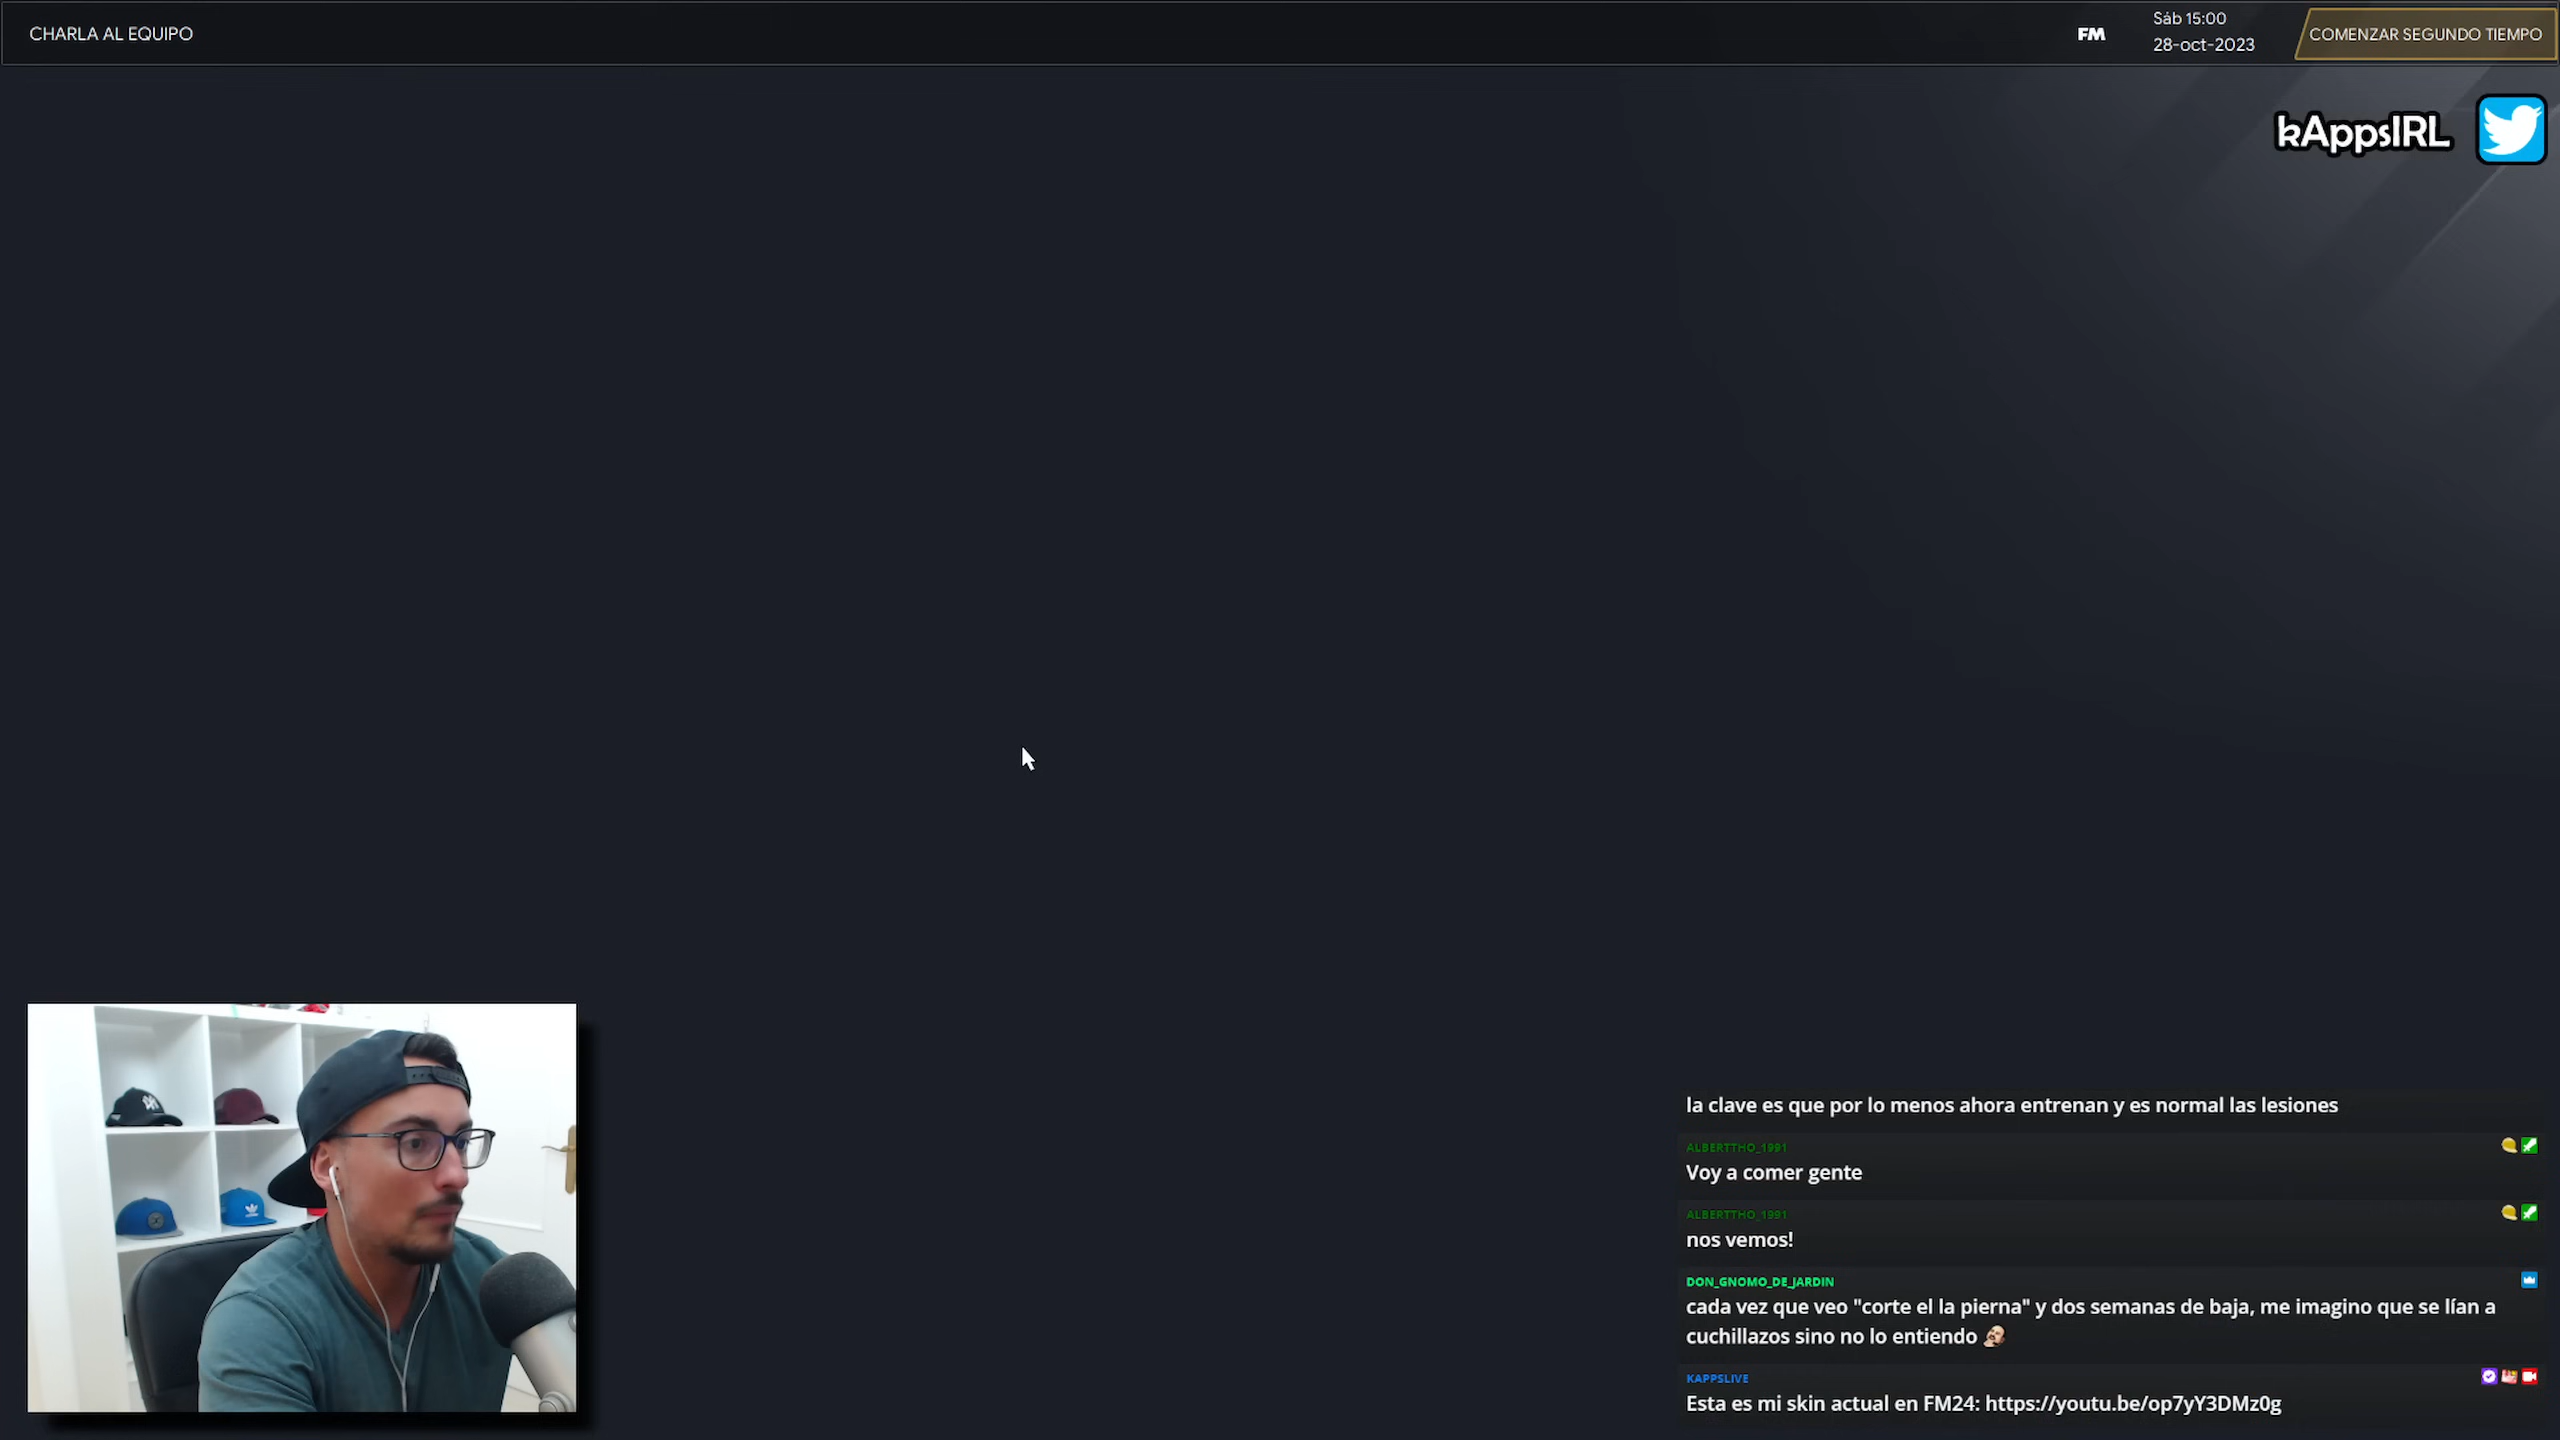 CHARLA AL EQUIPO
FM
Sáb 15:00
28-oct-2023
COMENZAR SEGUNDO TIEMPO
kAppsIRL
la clave es que por lo menos ahora entrenan y es normal las lesiones
ALBERTTHO_1991
Voy a comer gente
ALBERTTHO_1991
nos vemos!
DON_GNOMO_DE_JARDIN
cada vez que veo "corte el la pierna" y dos semanas de baja, me imagino que se lían a
cuchillazos sino no lo entiendo
KAPPSLIVE
Esta es mi skin actual en FM24: https://youtu.be/op7yY3DMz0g